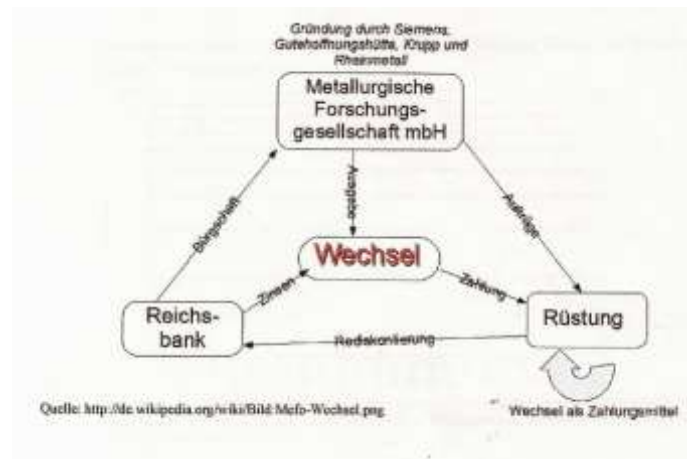 Gründung durch Siemens,
Gutehoffnungshütte, Krupp und
Rheinmetall
Metallurgische
Forschungs-
gesellschaft mbH
Bürgschaft
Ausgabe
Aufträge
Wechsel
Zinsen
Zahlung
Reichs-
bank
Rüstung
Rediskontierung
Quelle: http://de.wikipedia.org/wiki/Bild:Mefo-Wechsel.png
Wechsel als Zahlungsmittel